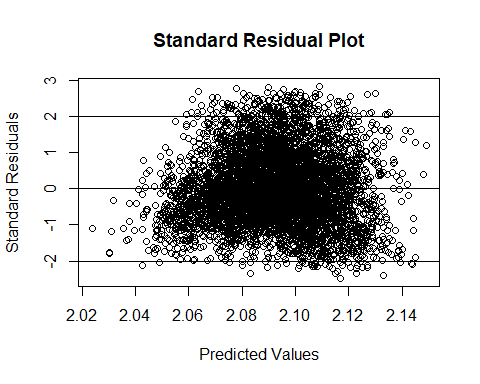 Standard Residual Plot
Standard Residuals
3
2
1
0
-1
-2
2.02 2.04 2.06 2.08 2.10 2.12 2.14
Predicted Values